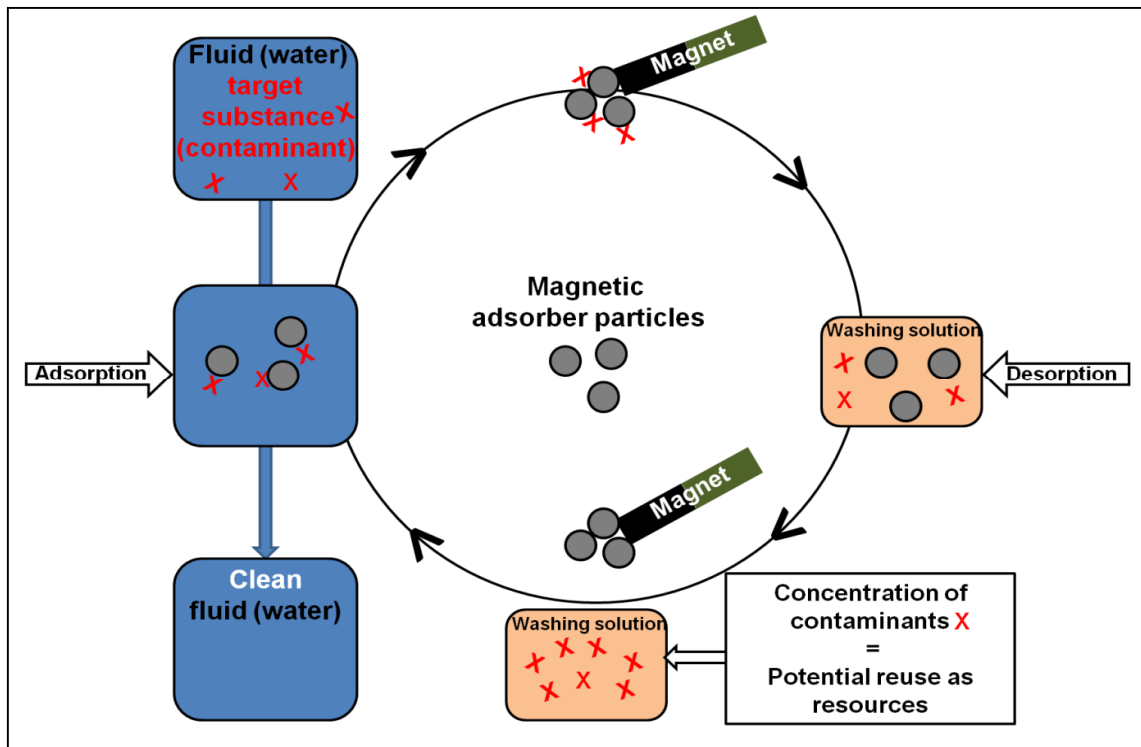 Fluid (water)
target
substance X
(contaminant)
X X
Magnet
Adsorption
X X X
Magnetic
adsorber particles
Washing solution
X
X X
Desorption
Magnet
Clean
fluid (water)
Washing solution
X X X X
X X X X
Concentration of
contaminants X
=
Potential reuse as
resources